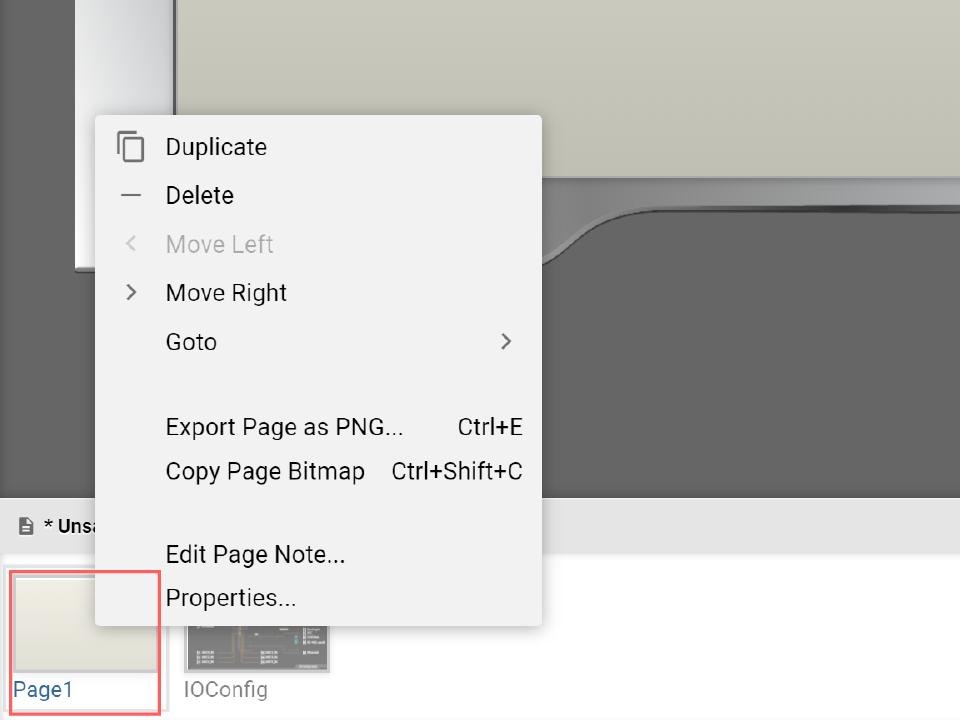 Duplicate
Delete
Move Left
Move Right
Goto
Export Page as PNG... Ctrl+E
Copy Page Bitmap Ctrl+Shift+C
* Unsa
Edit Page Note...
Properties...
Page1
IOConfig